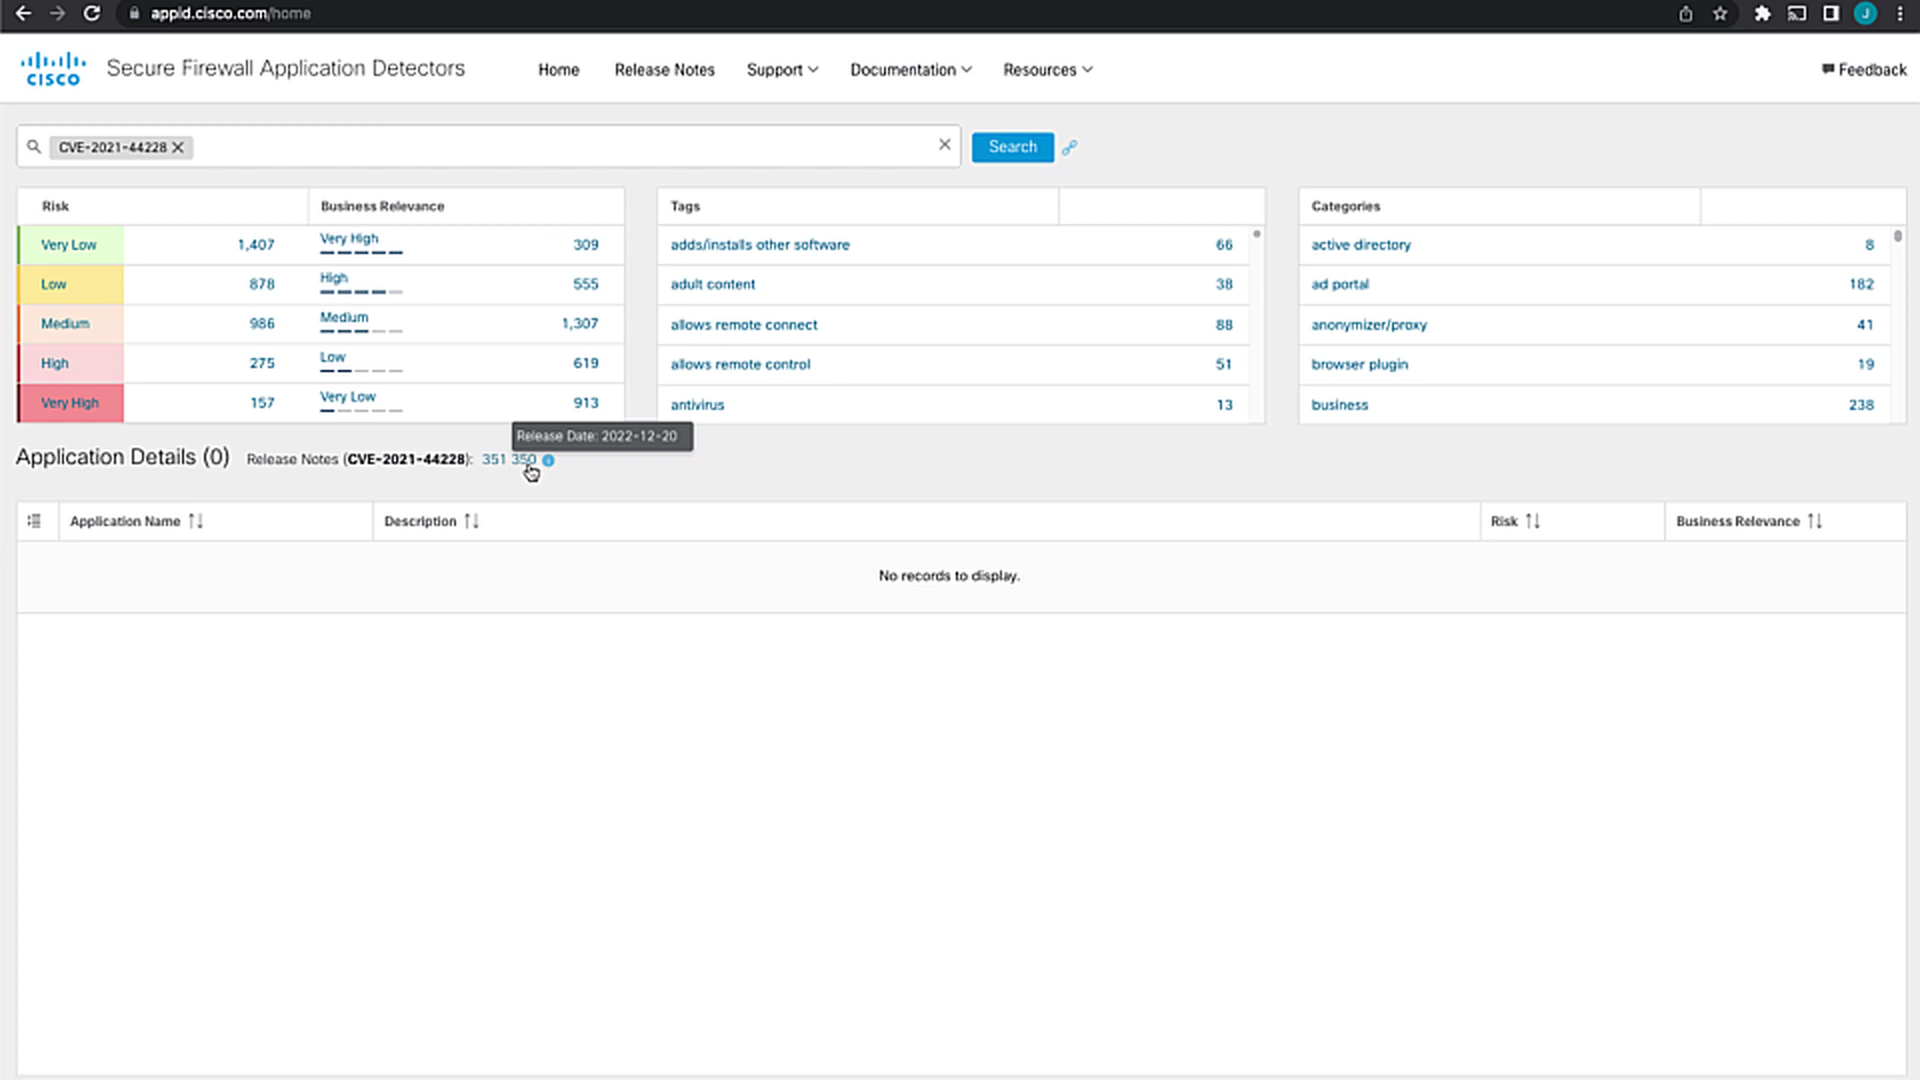 appid.cisco.com/home
J
CISCO
Secure Firewall Application Detectors
Home
Release Notes
Support
Documentation
Resources
Feedback
CVE-2021-44228
Search
Risk
Business Relevance
Very Low 1,407
Very High 309
Low 878
High 555
Medium 986
Medium 1,307
High 275
Low 619
Very High 157
Very Low 913
Tags
adds/installs other software 66
adult content 38
allows remote connect 88
allows remote control 51
antivirus 13
Categories
active directory 8
ad portal 182
anonymizer/proxy 41
browser plugin 19
business 238
Release Date: 2022-12-20
Application Details (0) Release Notes (CVE-2021-44228): 351 350
Application Name
Description
Risk
Business Relevance
No records to display.